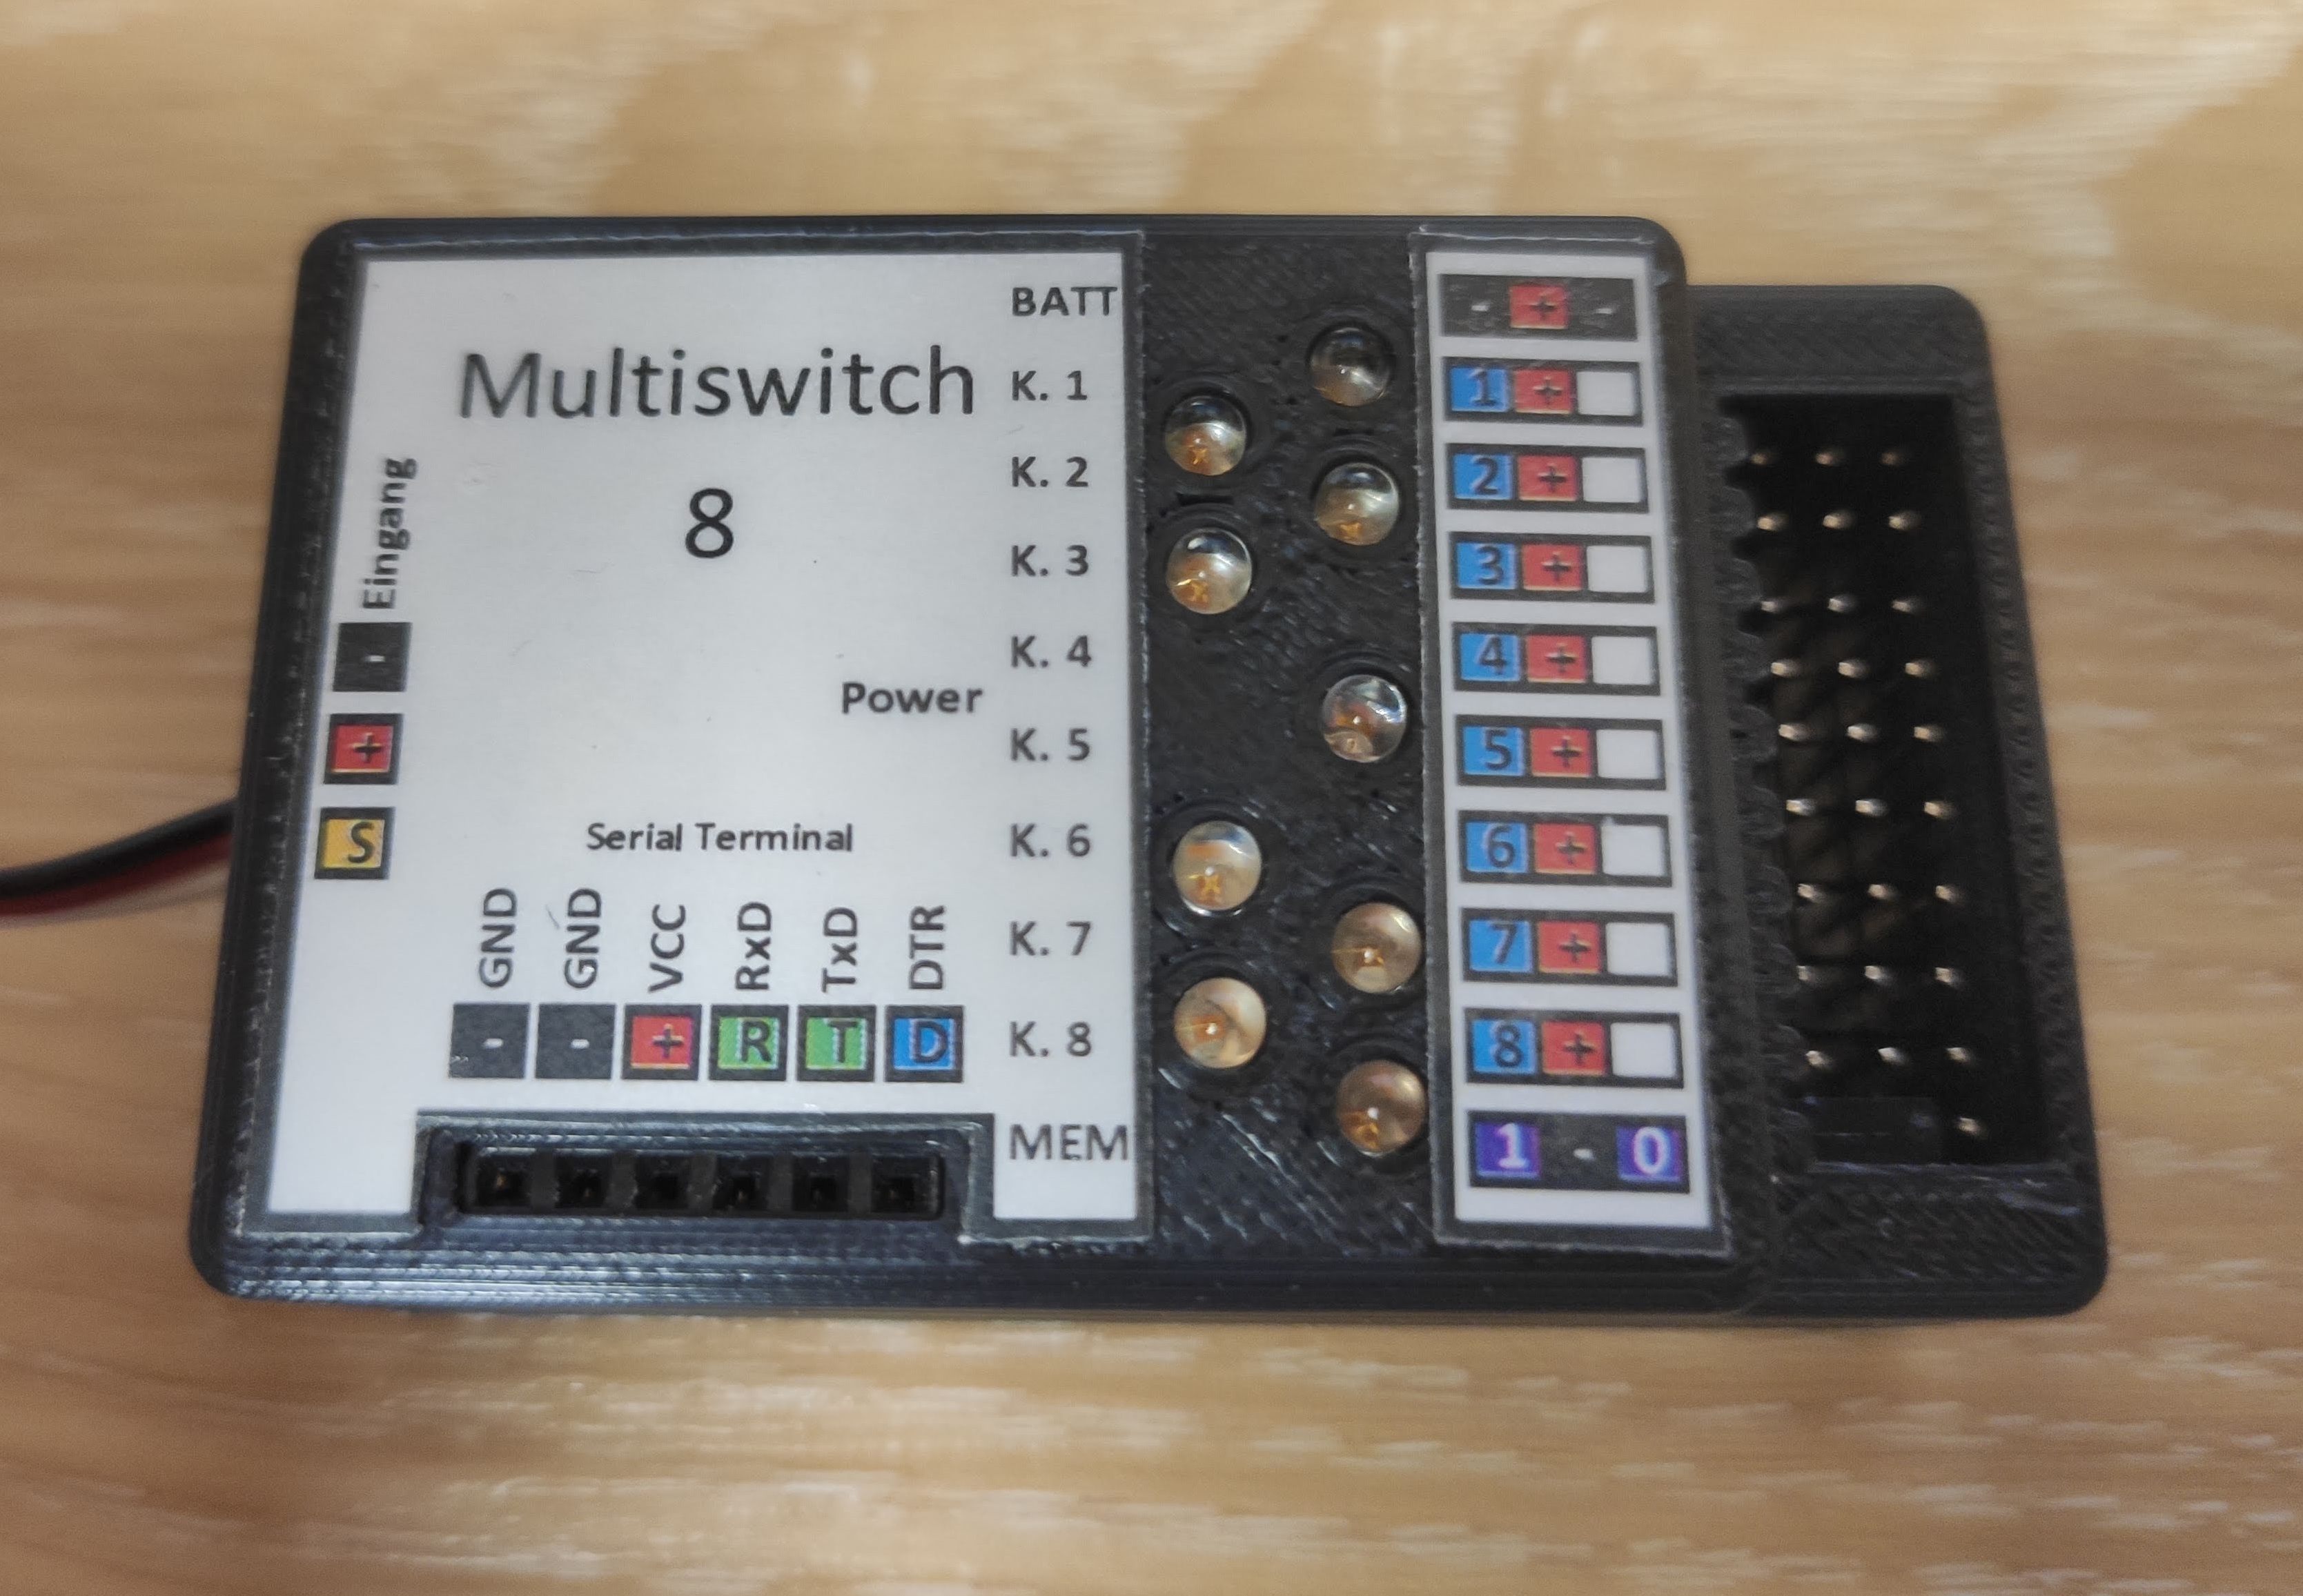 Multiswitch
8
Eingang
-
+
S
Power
Serial Terminal
GND GND VCC RxD TxD DTR
- - + R T D
BATT
K. 1
K. 2
K. 3
K. 4
K. 5
K. 6
K. 7
K. 8
MEM
- + -
1 +
2 +
3 +
4 +
5 +
6 +
7 +
8 +
1 - 0